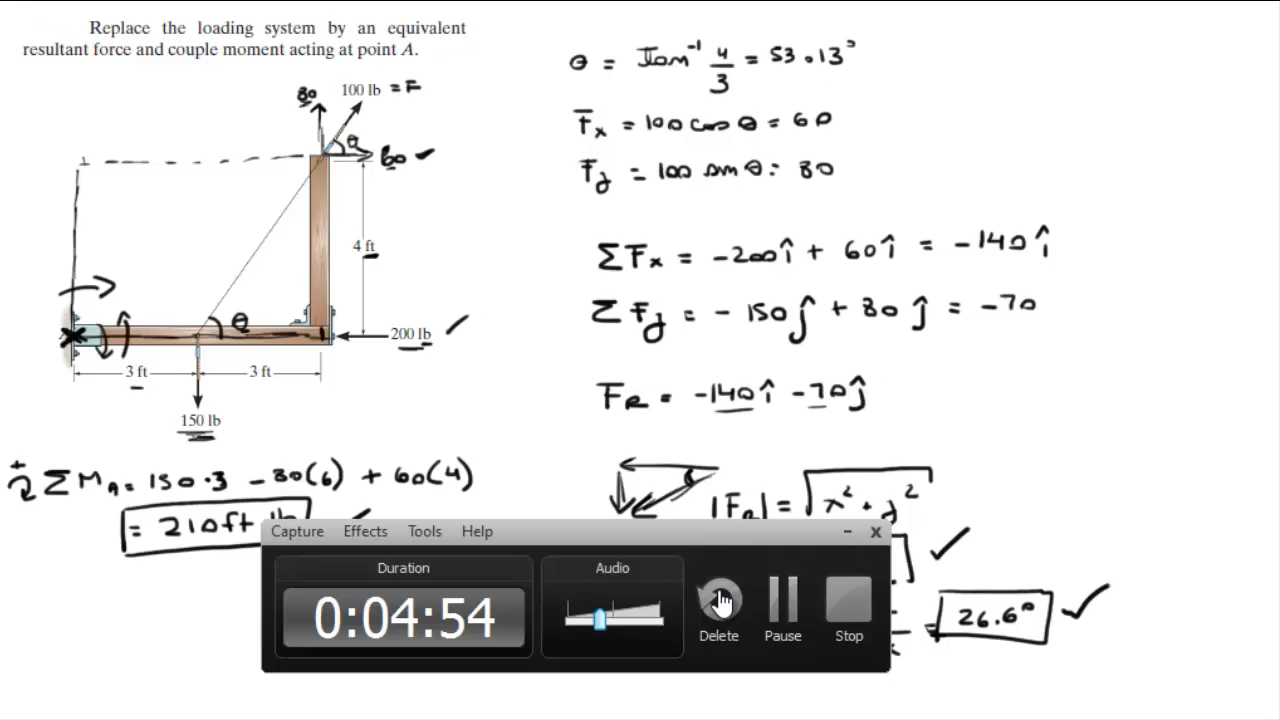 Replace the loading system by an equivalent
resultant force and couple moment acting at point A.
80
100 lb = F
θ
60 ✓
4 ft
θ
200 lb ✓
3 ft
3 ft
150 lb
+ ΣM_A = 150·3 - 80(6) + 60(4)
= 210 ft lb
θ = Tan⁻¹ 4/3 = 53.13°
Fx = 100 cos θ = 60
Fy = 100 sin θ = 80
ΣFx = -200î + 60î = -140î
ΣFy = - 150ĵ + 80ĵ = -70
FR = -140î - 70ĵ
|FR| = √x² + y²
= 26.6° ✓
Capture Effects Tools Help
Duration
0:04:54
Audio
Delete
Pause
Stop